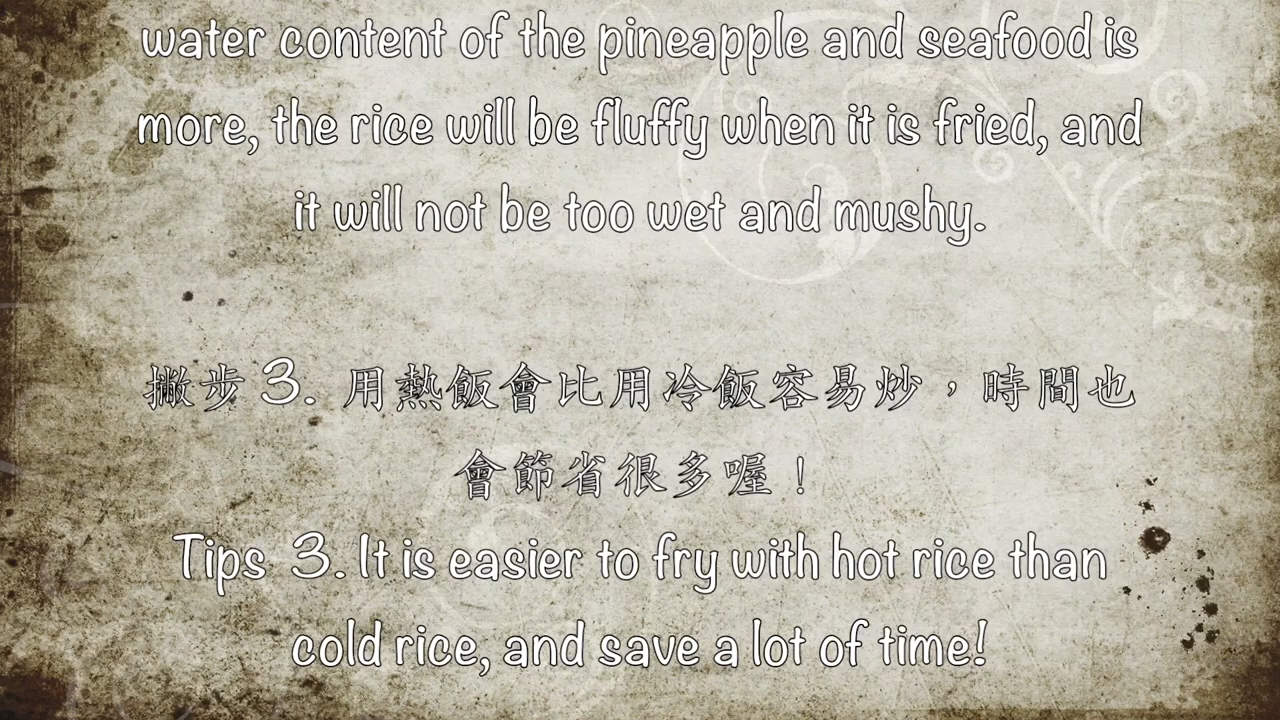 water content of the pineapple and seafood is
more, the rice will be fluffy when it is fried, and
it will not be too wet and mushy.
撇步 3. 用熱飯會比用冷飯容易炒，時間也
會節省很多喔！
Tips 3. It is easier to fry with hot rice than
cold rice, and save a lot of time!